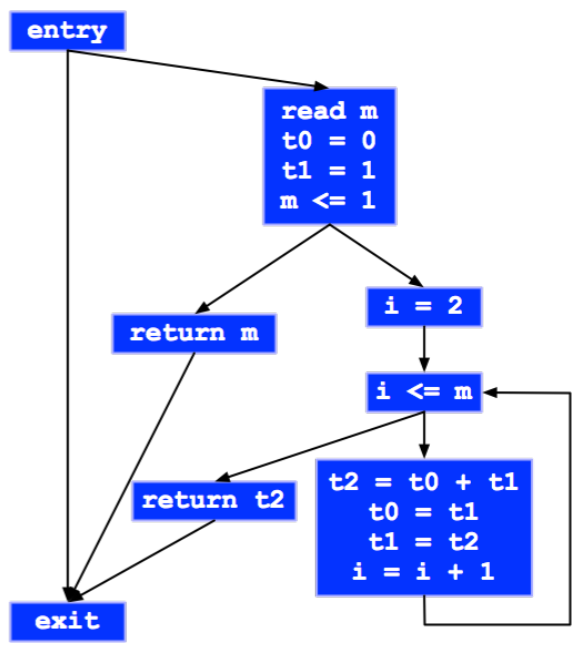 entry
read m
t0 = 0
t1 = 1
m <= 1
i = 2
return m
i <= m
t2 = t0 + t1
t0 = t1
t1 = t2
i = i + 1
return t2
exit